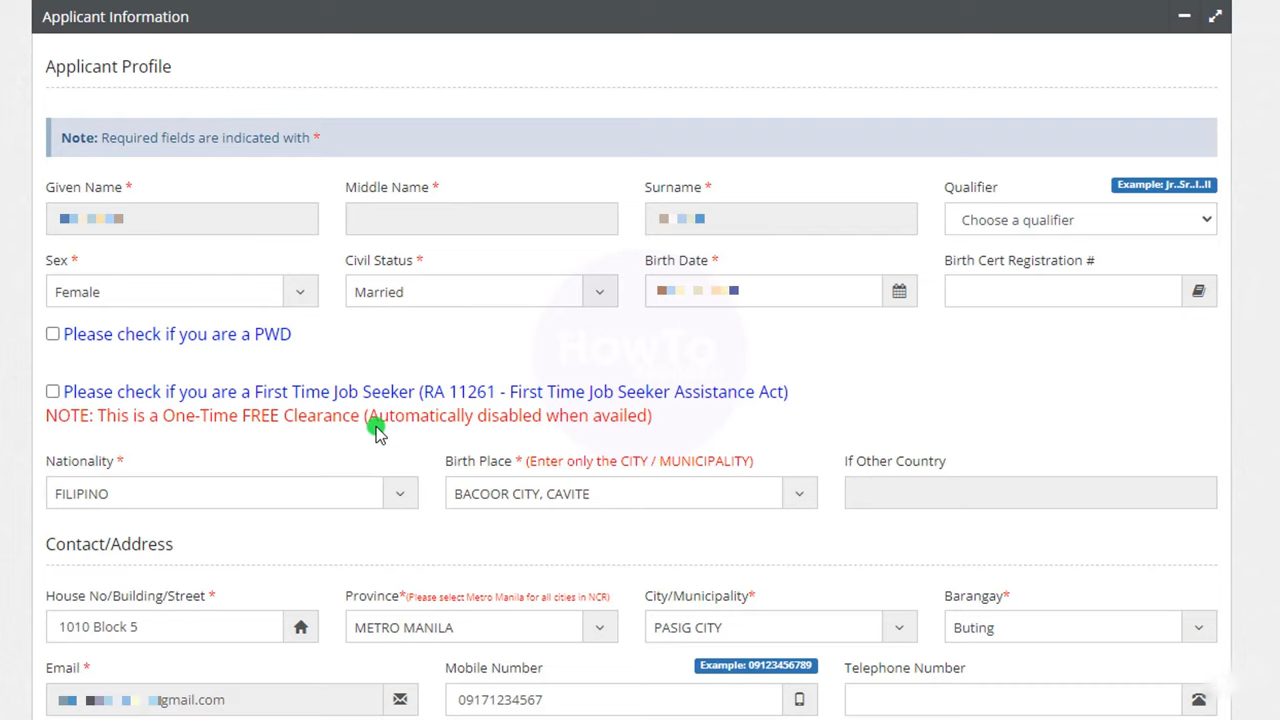 Applicant Information
Applicant Profile
Note: Required fields are indicated with *
Given Name * Middle Name * Surname * Qualifier Example: Jr..Sr..I..II
Choose a qualifier
Sex * Civil Status * Birth Date * Birth Cert Registration #
Female Married
Please check if you are a PWD
Please check if you are a First Time Job Seeker (RA 11261 - First Time Job Seeker Assistance Act)
NOTE: This is a One-Time FREE Clearance (Automatically disabled when availed)
Nationality * Birth Place * (Enter only the CITY / MUNICIPALITY) If Other Country
FILIPINO BACOOR CITY, CAVITE
Contact/Address
House No/Building/Street * Province*(Please select Metro Manila for all cities in NCR) City/Municipality* Barangay*
1010 Block 5 METRO MANILA PASIG CITY Buting
Email * Mobile Number Example: 09123456789 Telephone Number
gmail.com 09171234567
HowTo